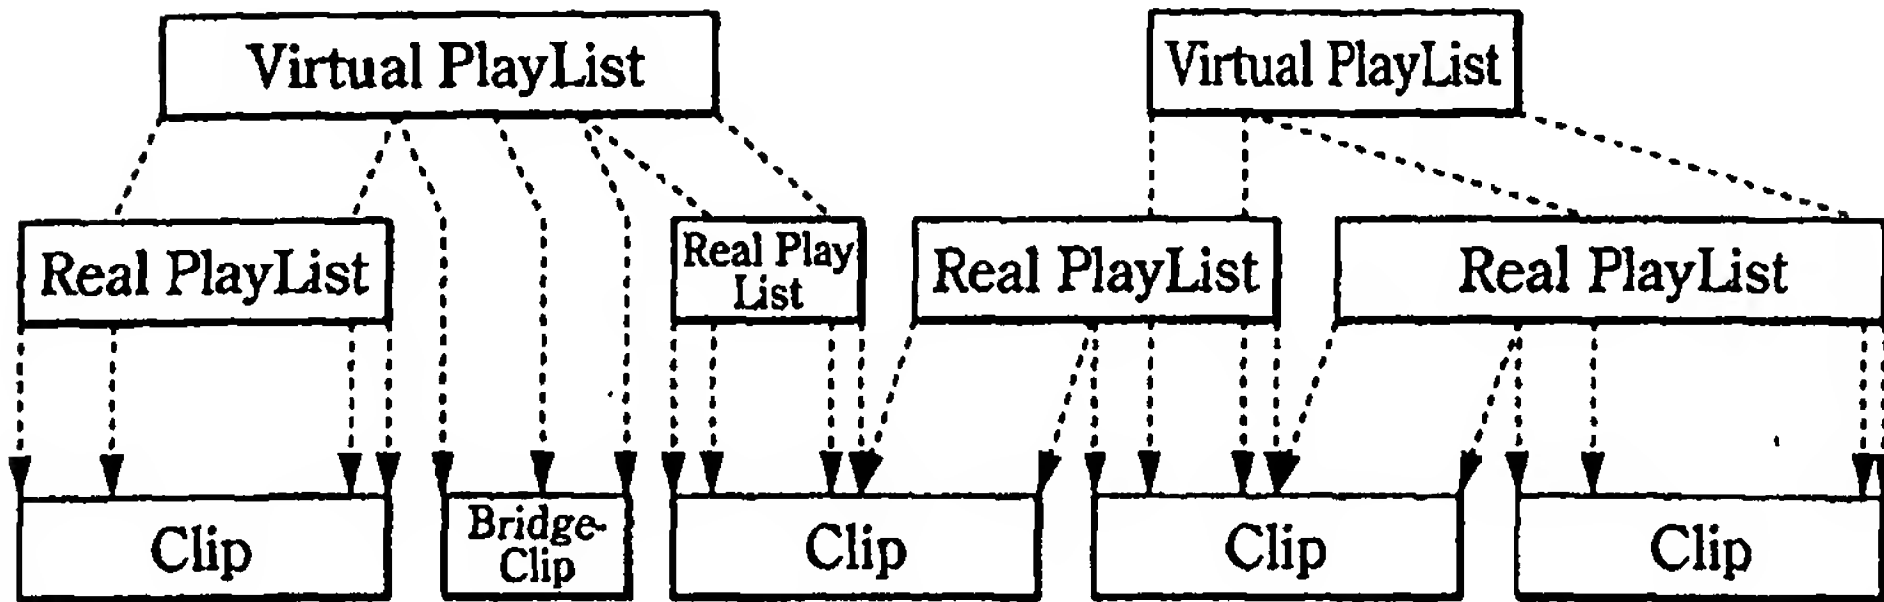 Virtual PlayList
Virtual PlayList
Real PlayList
Real Play
List
Real PlayList
Real PlayList
Clip
Bridge-
Clip
Clip
Clip
Clip